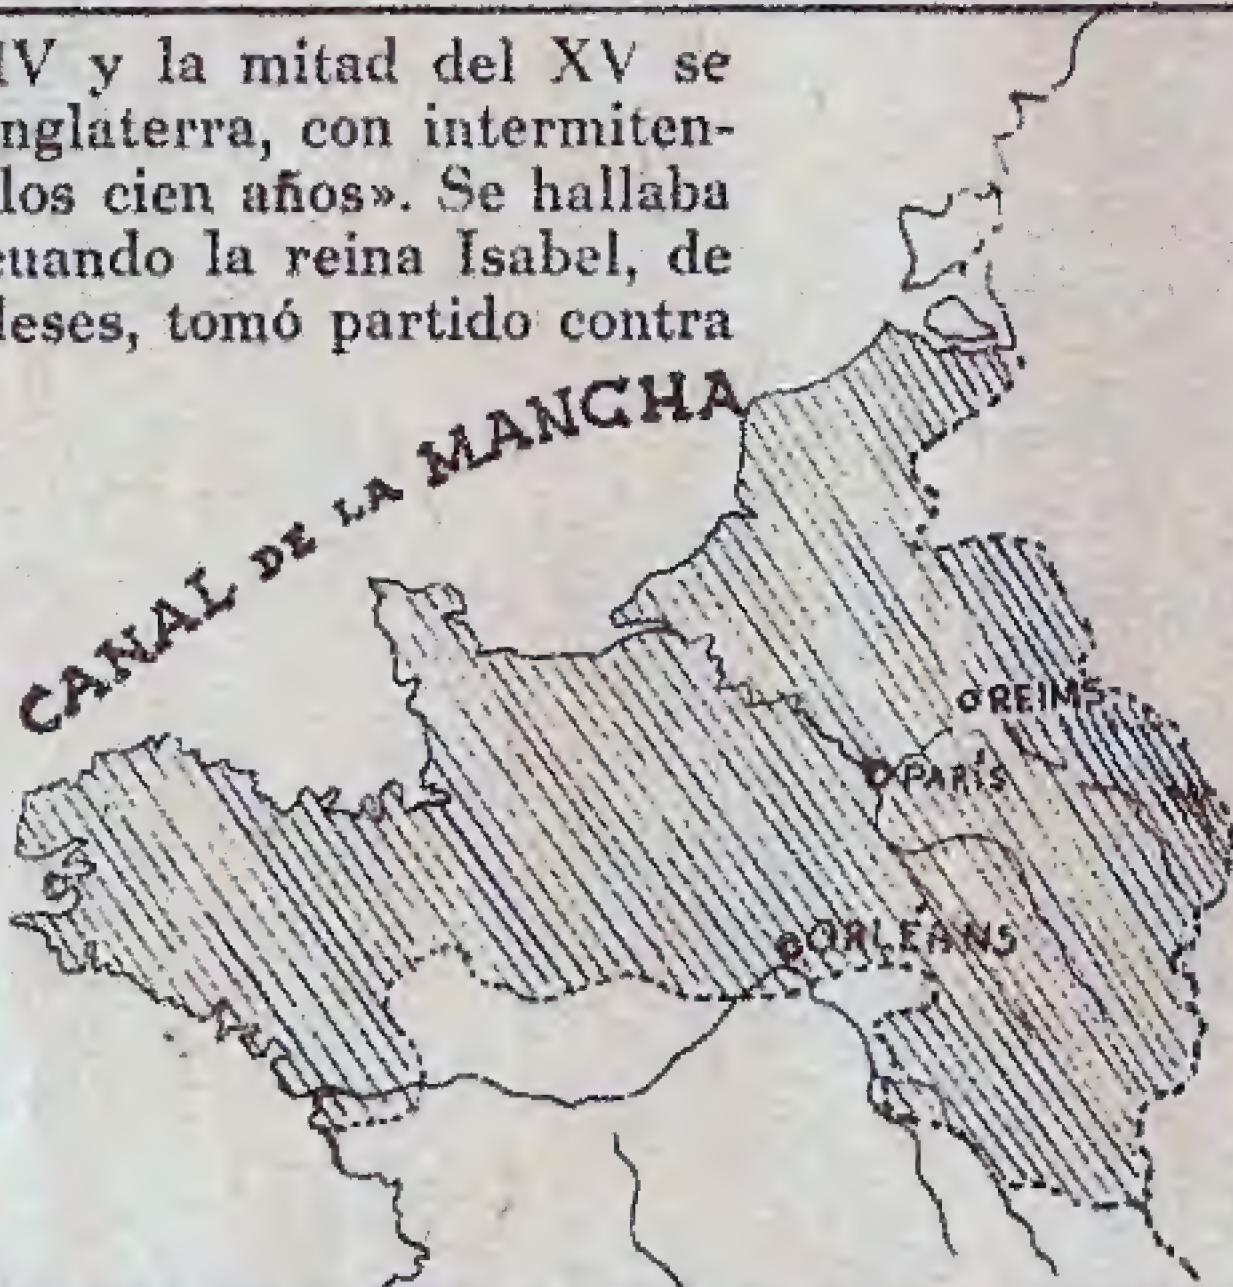 IV y la mitad del XV se
nglaterra, con intermiten-
los cien años». Se hallaba
cuando la reina Isabel, de
leses, tomó partido contra
CANAL DE LA MANCHA
REIMS
PARÍS
ORLEANS